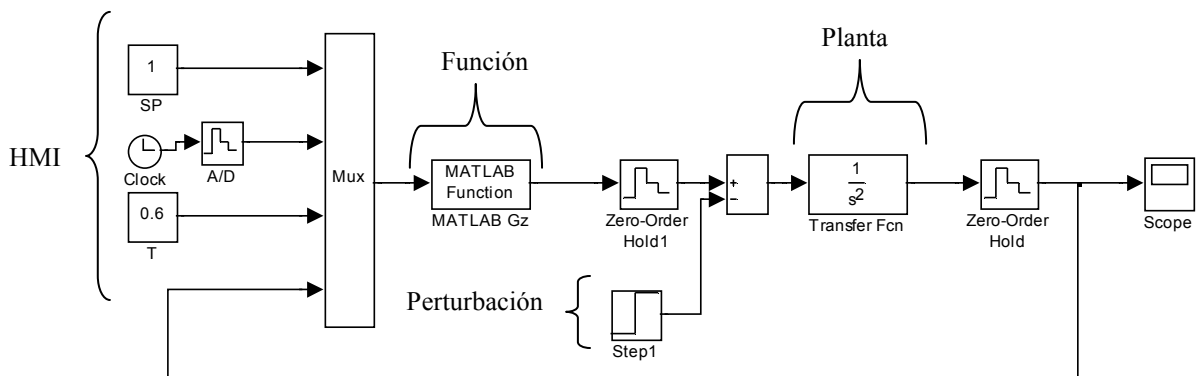 HMI
1
SP
Clock
A/D
0.6
T
Mux
Función
MATLAB
Function
MATLAB Gz
Zero-Order
Hold1
Perturbación
Step1
+
−
Planta
1
s2
Transfer Fcn
Zero-Order
Hold
Scope